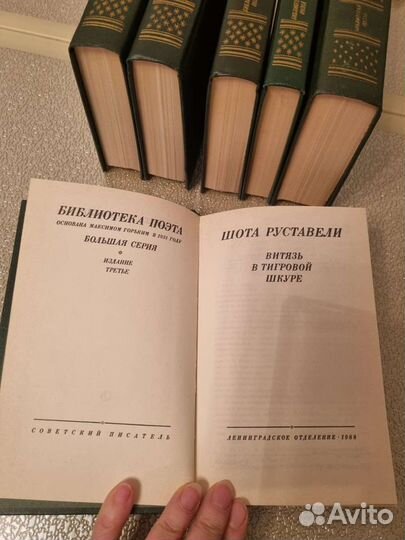 БИБЛИОТЕКА ПОЭТА
ОСНОВАНА МАКСИМОМ ГОРЬКИМ В 1931 ГОДУ
БОЛЬШАЯ СЕРИЯ
ИЗДАНИЕ
ТРЕТЬЕ
СОВЕТСКИЙ ПИСАТЕЛЬ
ШОТА РУСТАВЕЛИ
ВИТЯЗЬ
В ТИГРОВОЙ
ШКУРЕ
ЛЕНИНГРАДСКОЕ ОТДЕЛЕНИЕ · 1988
Avito